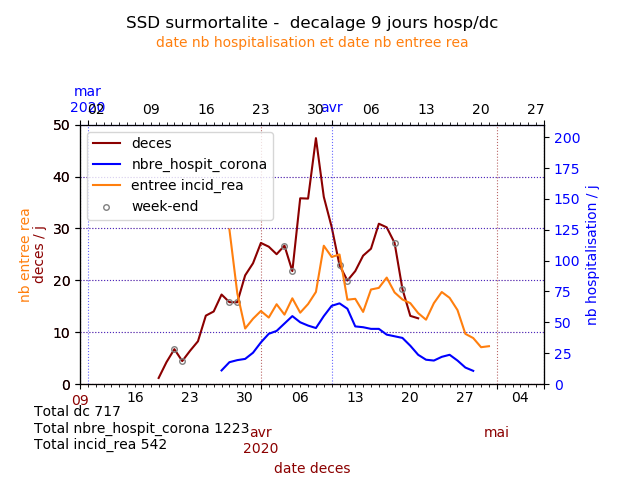 SSD surmortalite -  decalage 9 jours hosp/dc
date nb hospitalisation et date nb entree rea
mar
2020
02 09 16 23 30 avr 06 13 20 27
deces
nbre_hospit_corona
entree incid_rea
week-end
50
40
30
20
10
0
nb entree rea
deces / j
200
175
150
125
100
75
50
25
0
nb hospitalisation / j
09 16 23 30 06 13 20 27 04
Total dc 717
Total nbre_hospit_corona 1223
Total incid_rea 542
avr
2020
mai
date deces